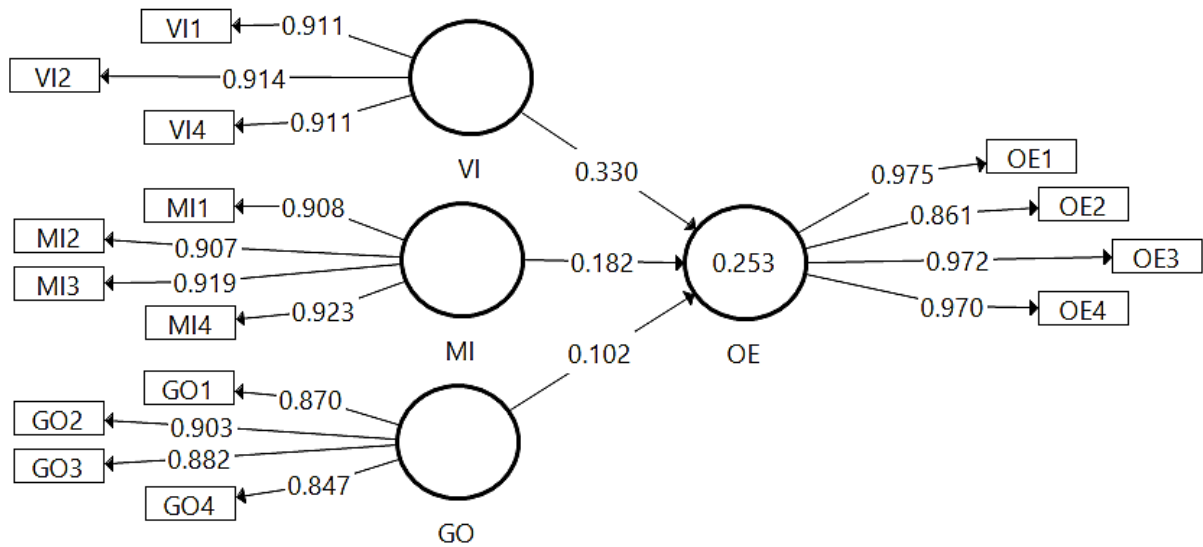 VI1
0.911
VI2
0.914
VI4
0.911
VI
0.330
MI1
0.908
MI2
0.907
MI3
0.919
MI4
0.923
MI
0.182
GO1
0.870
GO2
0.903
GO3
0.882
GO4
0.847
GO
0.102
0.253
OE
0.975
OE1
0.861
OE2
0.972
OE3
0.970
OE4